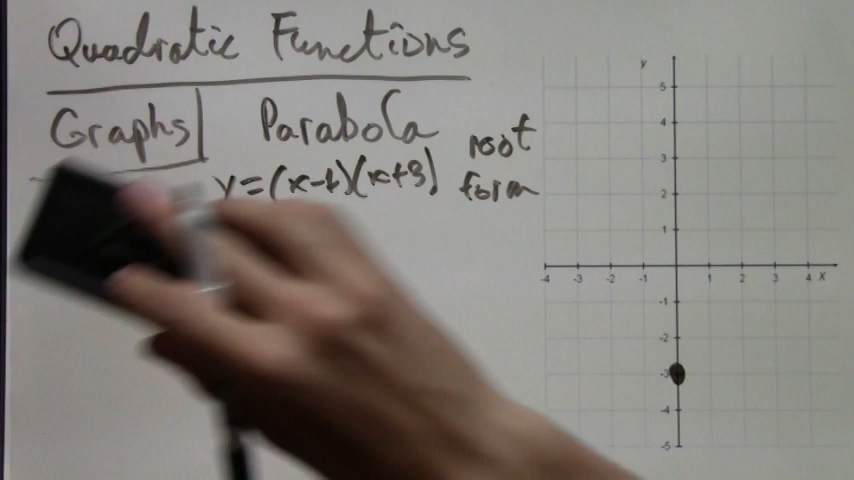 Quadratic Functions
Graphs Parabola
y=(x-1)(x+3) root form
y
5
4
3
2
1
-4 -3 -2 -1 1 2 3 4 x
-1
-2
-3
-4
-5